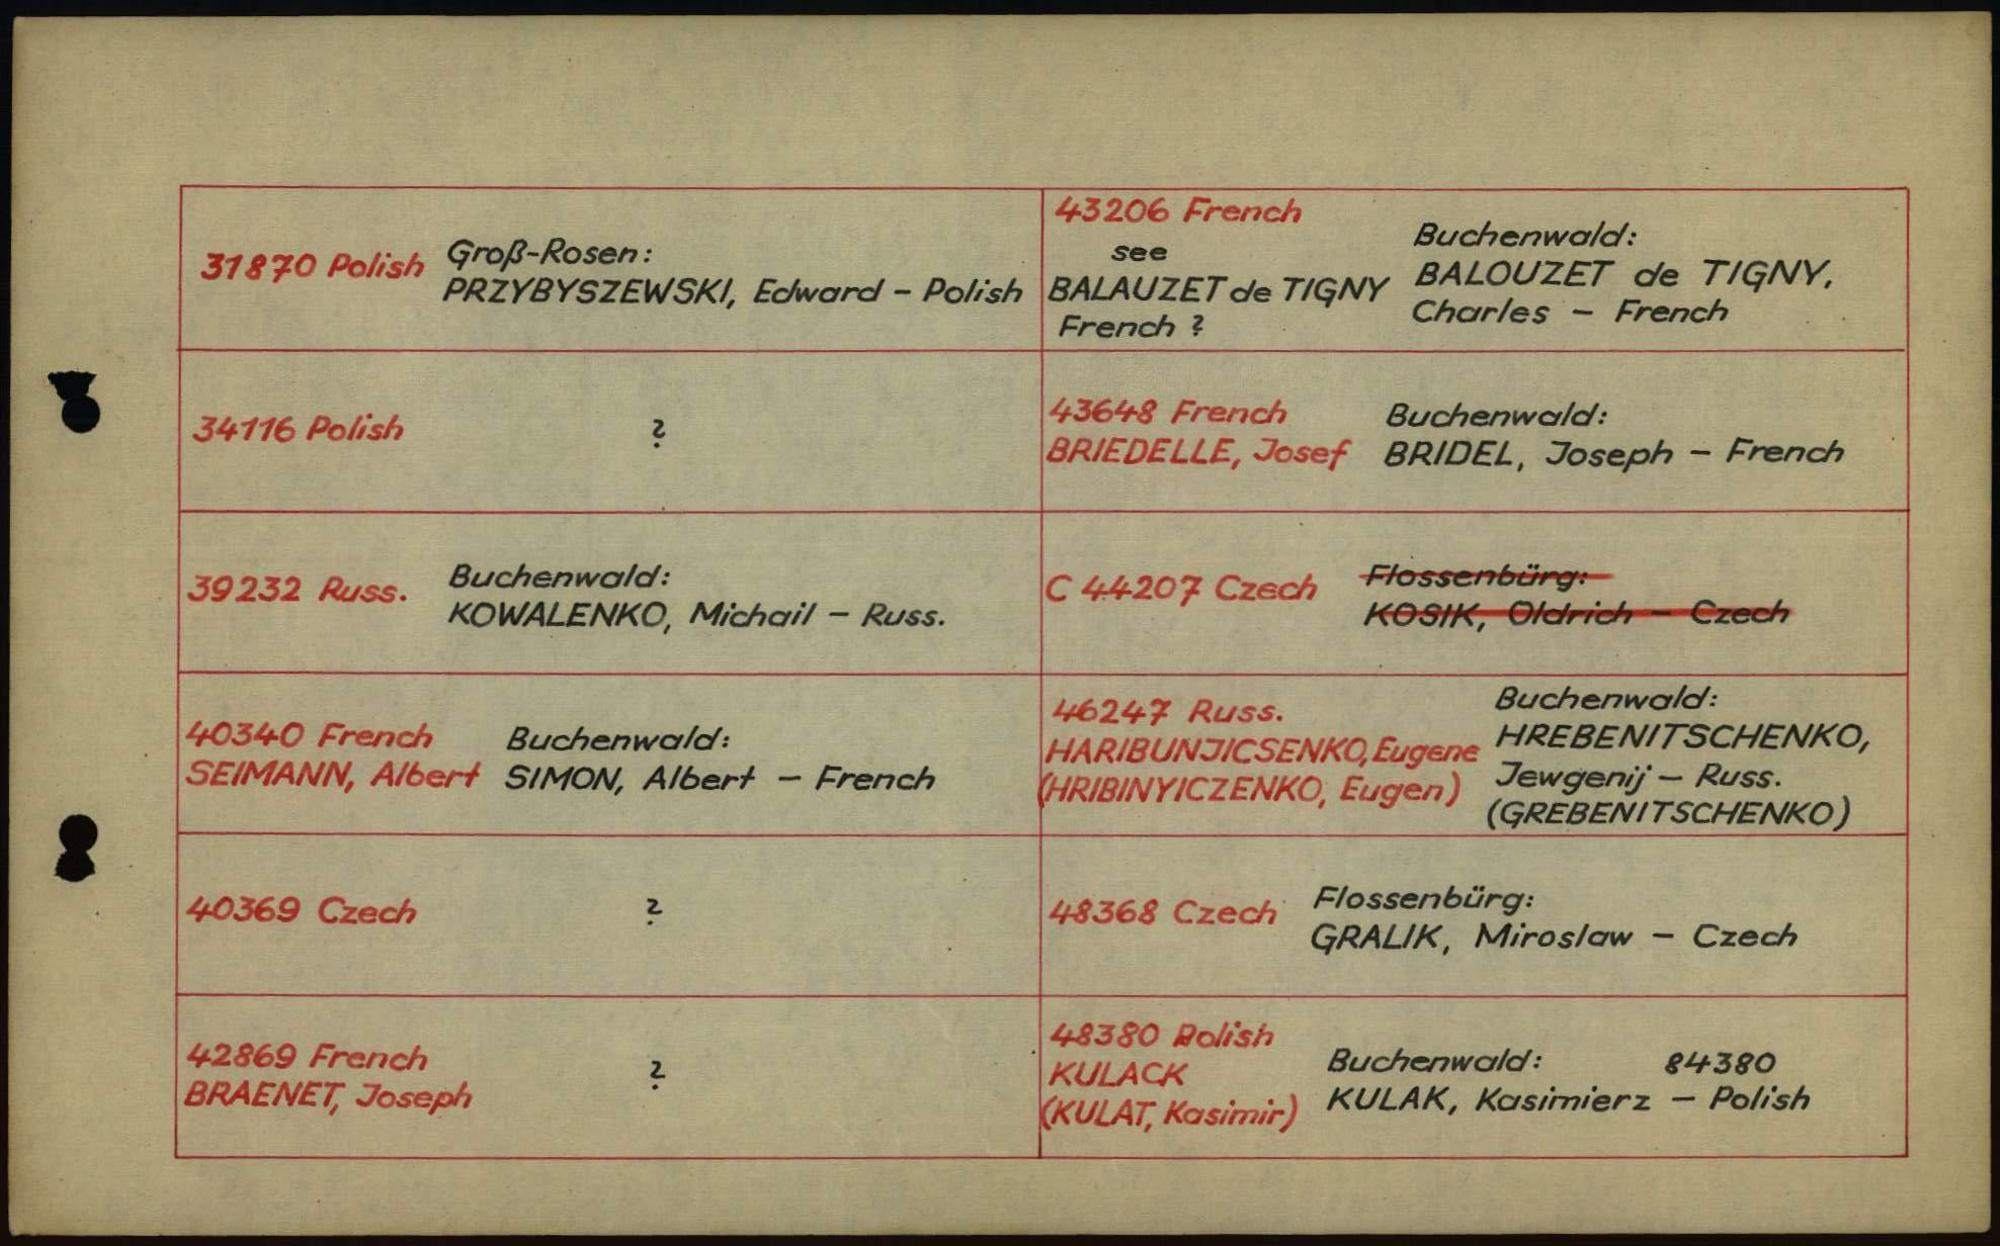 31870 Polish
Groß-Rosen:
PRZYBYSZEWSKI, Edward - Polish
34116 Polish
?
39232 Russ.
Buchenwald:
KOWALENKO, Michail - Russ.
40340 French
SEIMANN, Albert
Buchenwald:
SIMON, Albert - French
40369 Czech
?
42869 French
BRAENET, Joseph
?
43206 French
see
BALAUZET de TIGNY
French ?
Buchenwald:
BALOUZET de TIGNY,
Charles - French
43648 French
BRIEDELLE, Josef
Buchenwald:
BRIDEL, Joseph - French
C 44207 Czech
Flossenbürg:
KOSIK, Oldrich - Czech
46247 Russ.
HARIBUNJICSENKO, Eugene
(HRIBINYICZENKO, Eugen)
Buchenwald:
HREBENITSCHENKO,
Jewgenij - Russ.
(GREBENITSCHENKO)
48368 Czech
Flossenbürg:
GRALIK, Miroslaw - Czech
48380 Polish
KULACK
(KULAT, Kasimir)
Buchenwald: 84380
KULAK, Kasimierz - Polish